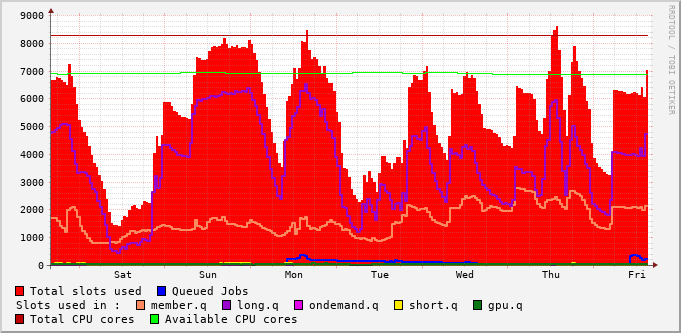 9000
8000
7000
6000
5000
4000
3000
2000
1000
0
Sat Sun Mon Tue Wed Thu Fri
RRDTOOL / TOBI OETIKER
Total slots used Queued Jobs
Slots used in : member.q long.q ondemand.q short.q gpu.q
Total CPU cores Available CPU cores